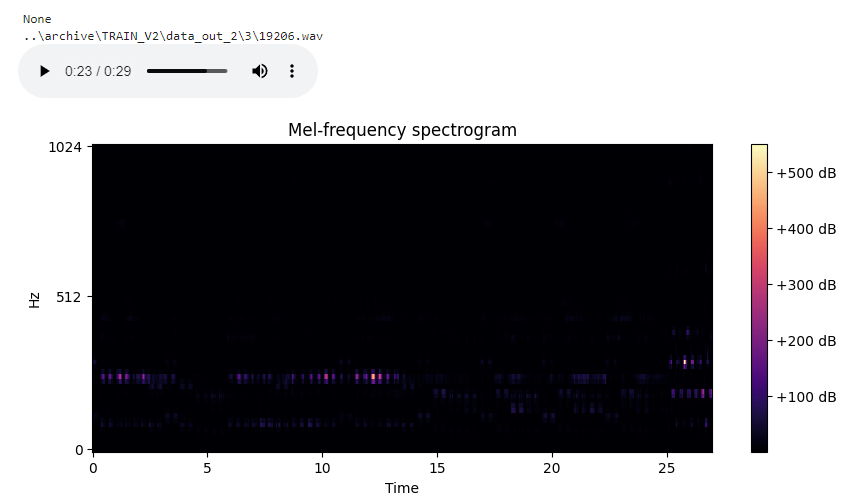 None
..\archive\TRAIN_V2\data_out_2\3\19206.wav
0:23 / 0:29
Mel-frequency spectrogram
1024
512
0
Hz
0 5 10 15 20 25
Time
+500 dB
+400 dB
+300 dB
+200 dB
+100 dB